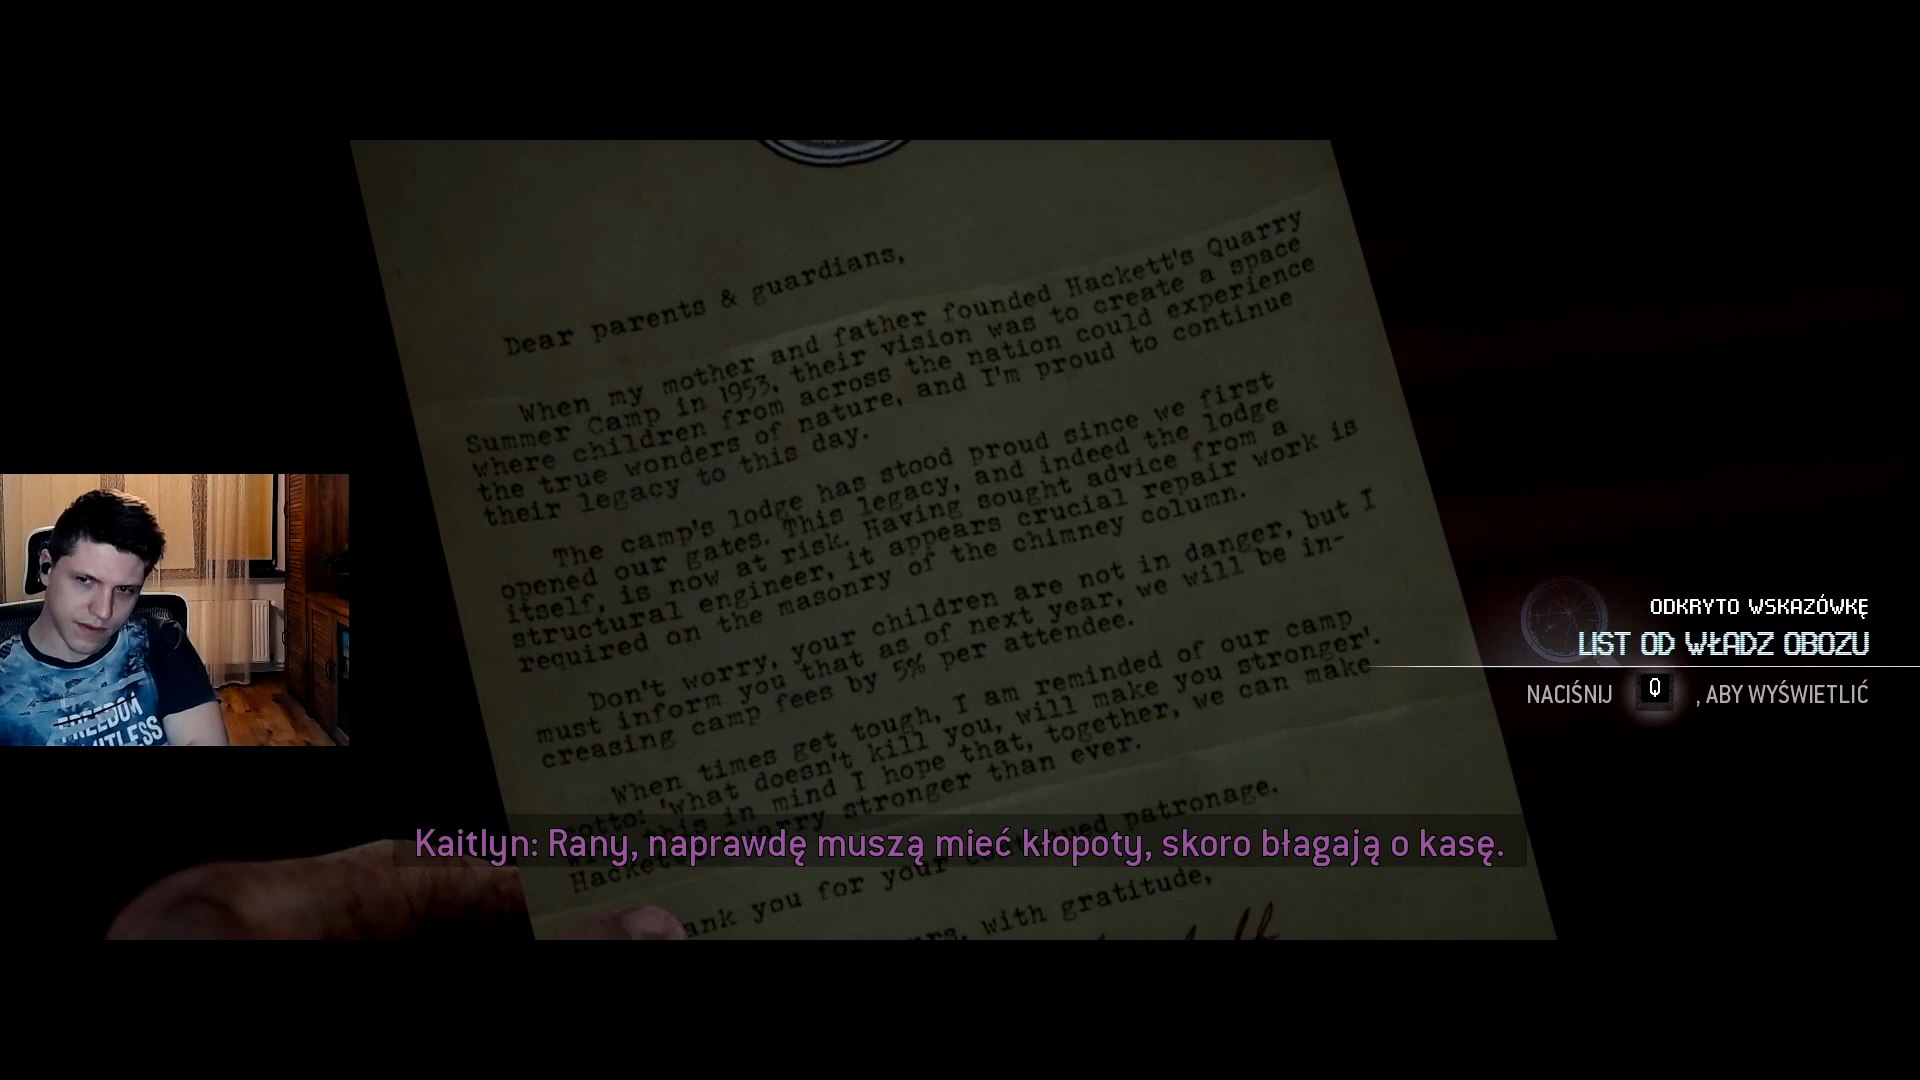 Dear parents & guardians,
When my mother and father founded Hackett's Quarry
Summer Camp in 1953, their vision was to create a space
where children from across the nation could experience
the true wonders of nature, and I'm proud to continue
their legacy to this day.
The camp's lodge has stood proud since we first
opened our gates. This legacy, and indeed the lodge
itself, is now at risk. Having sought advice from a
structural engineer, it appears crucial repair work is
required on the masonry of the chimney column.
Don't worry, your children are not in danger, but I
must inform you that as of next year, we will be in-
creasing camp fees by 5% per attendee.
When times get tough, I am reminded of our camp
motto: 'what doesn't kill you, will make you stronger'.
With this in mind I hope that, together, we can make
Hackett's Quarry stronger than ever.
ank you for your continued patronage.
urs, with gratitude,
Kaitlyn: Rany, naprawdę muszą mieć kłopoty, skoro błagają o kasę.
FREEDOM
LIMITLESS
ODKRYTO WSKAZÓWKĘ
LIST OD WŁADZ OBOZU
NACIŚNIJ Q , ABY WYŚWIETLIĆ